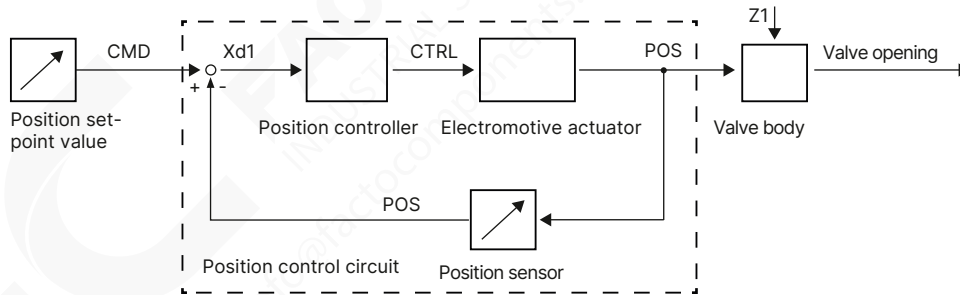 Z1
CMD
Xd1
CTRL
POS
Valve opening
+ -
Position set-
point value
Position controller
Electromotive actuator
Valve body
POS
Position control circuit
Position sensor